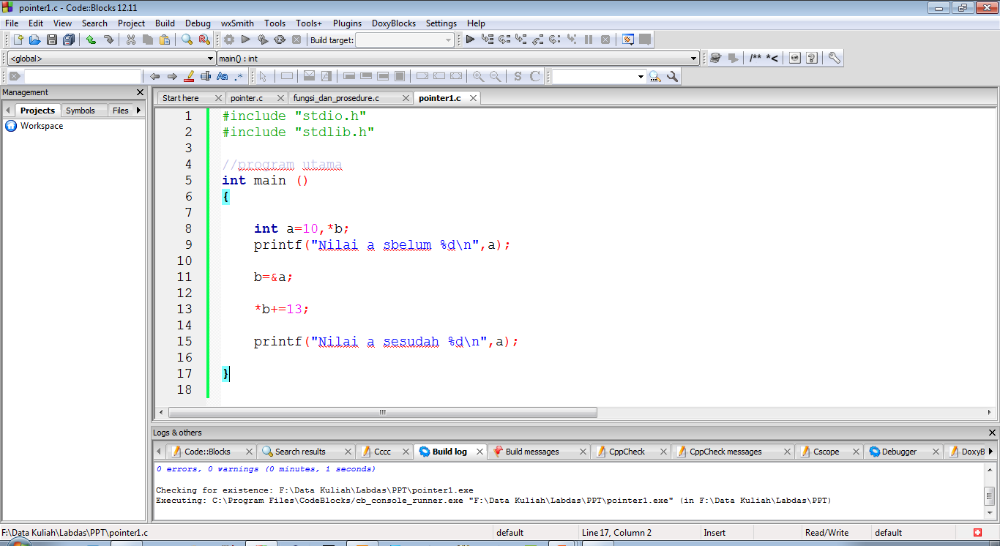 pointer1.c - Code::Blocks 12.11
File Edit View Search Project Build Debug wxSmith Tools Tools+ Plugins DoxyBlocks Settings Help
Build target:
<global> main() : int
/** *<
Aa .*
S C
Management
Projects Symbols Files
Workspace
Start here pointer.c fungsi_dan_prosedure.c pointer1.c
1 #include "stdio.h"
2 #include "stdlib.h"
3
4 //program utama
5 int main ()
6 {
7
8 int a=10,*b;
9 printf("Nilai a sbelum %d\n",a);
10
11 b=&a;
12
13 *b+=13;
14
15 printf("Nilai a sesudah %d\n",a);
16
17 }
18
Logs & others
Code::Blocks Search results Cccc Build log Build messages CppCheck CppCheck messages Cscope Debugger DoxyB
0 errors, 0 warnings (0 minutes, 1 seconds)
Checking for existence: F:\Data Kuliah\Labdas\PPT\pointer1.exe
Executing: C:\Program Files\CodeBlocks/cb_console_runner.exe "F:\Data Kuliah\Labdas\PPT\pointer1.exe" (in F:\Data Kuliah\Labdas\PPT)
F:\Data Kuliah\Labdas\PPT\pointer1.c default Line 17, Column 2 Insert Read/Write default